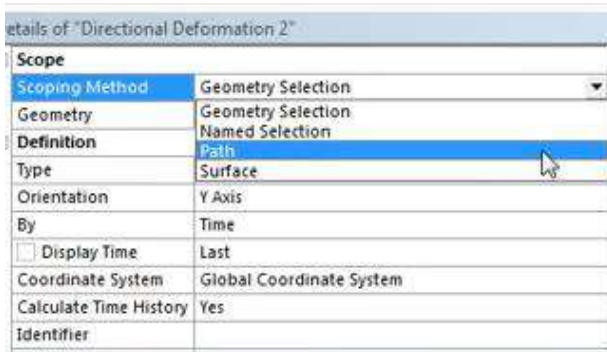 etails of "Directional Deformation 2"
Scope
Scoping Method Geometry Selection
Geometry Geometry Selection
Named Selection
Definition Path
Type Surface
Orientation Y Axis
By Time
Display Time Last
Coordinate System Global Coordinate System
Calculate Time History Yes
Identifier